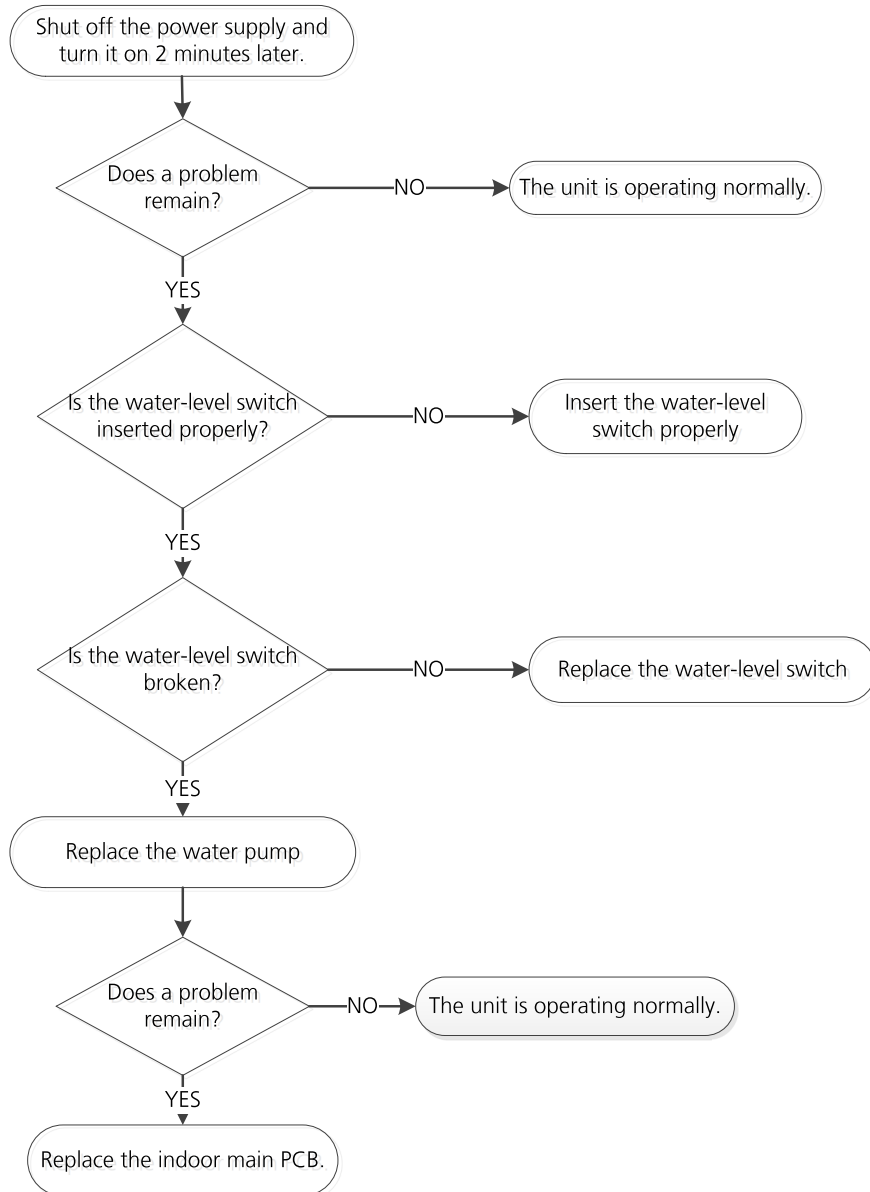 Shut off the power supply and
turn it on 2 minutes later.
Does a problem
remain?
NO
The unit is operating normally.
YES
Is the water-level switch
inserted properly?
NO
Insert the water-level
switch properly
YES
Is the water-level switch
broken?
NO
Replace the water-level switch
YES
Replace the water pump
Does a problem
remain?
NO
The unit is operating normally.
YES
Replace the indoor main PCB.